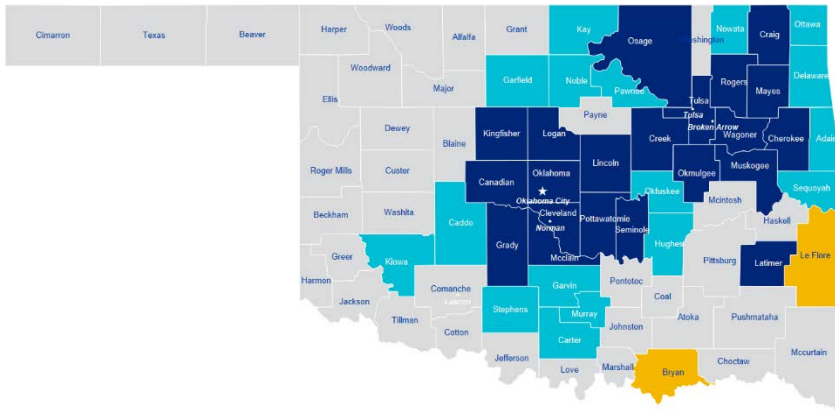 Cimarron
Texas
Beaver
Harper
Woods
Alfalfa
Grant
Kay
Osage
Washington
Nowata
Craig
Ottawa
Woodward
Major
Garfield
Noble
Pawnee
Rogers
Mayes
Delaware
Ellis
Tulsa
Tulsa
Broken Arrow
Dewey
Blaine
Kingfisher
Logan
Payne
Creek
Wagoner
Cherokee
Adair
Roger Mills
Custer
Canadian
Oklahoma
Oklahoma City
Lincoln
Okmulgee
Muskogee
Sequoyah
Beckham
Washita
Caddo
Cleveland
Norman
Pottawatomie
Seminole
Okfuskee
Mcintosh
Haskell
Greer
Kiowa
Grady
Mcclain
Hughes
Pittsburg
Latimer
Le Flore
Harmon
Jackson
Comanche
Lawton
Garvin
Pontotoc
Coal
Tillman
Cotton
Stephens
Murray
Carter
Johnston
Atoka
Pushmataha
Mccurtain
Jefferson
Love
Marshall
Bryan
Choctaw